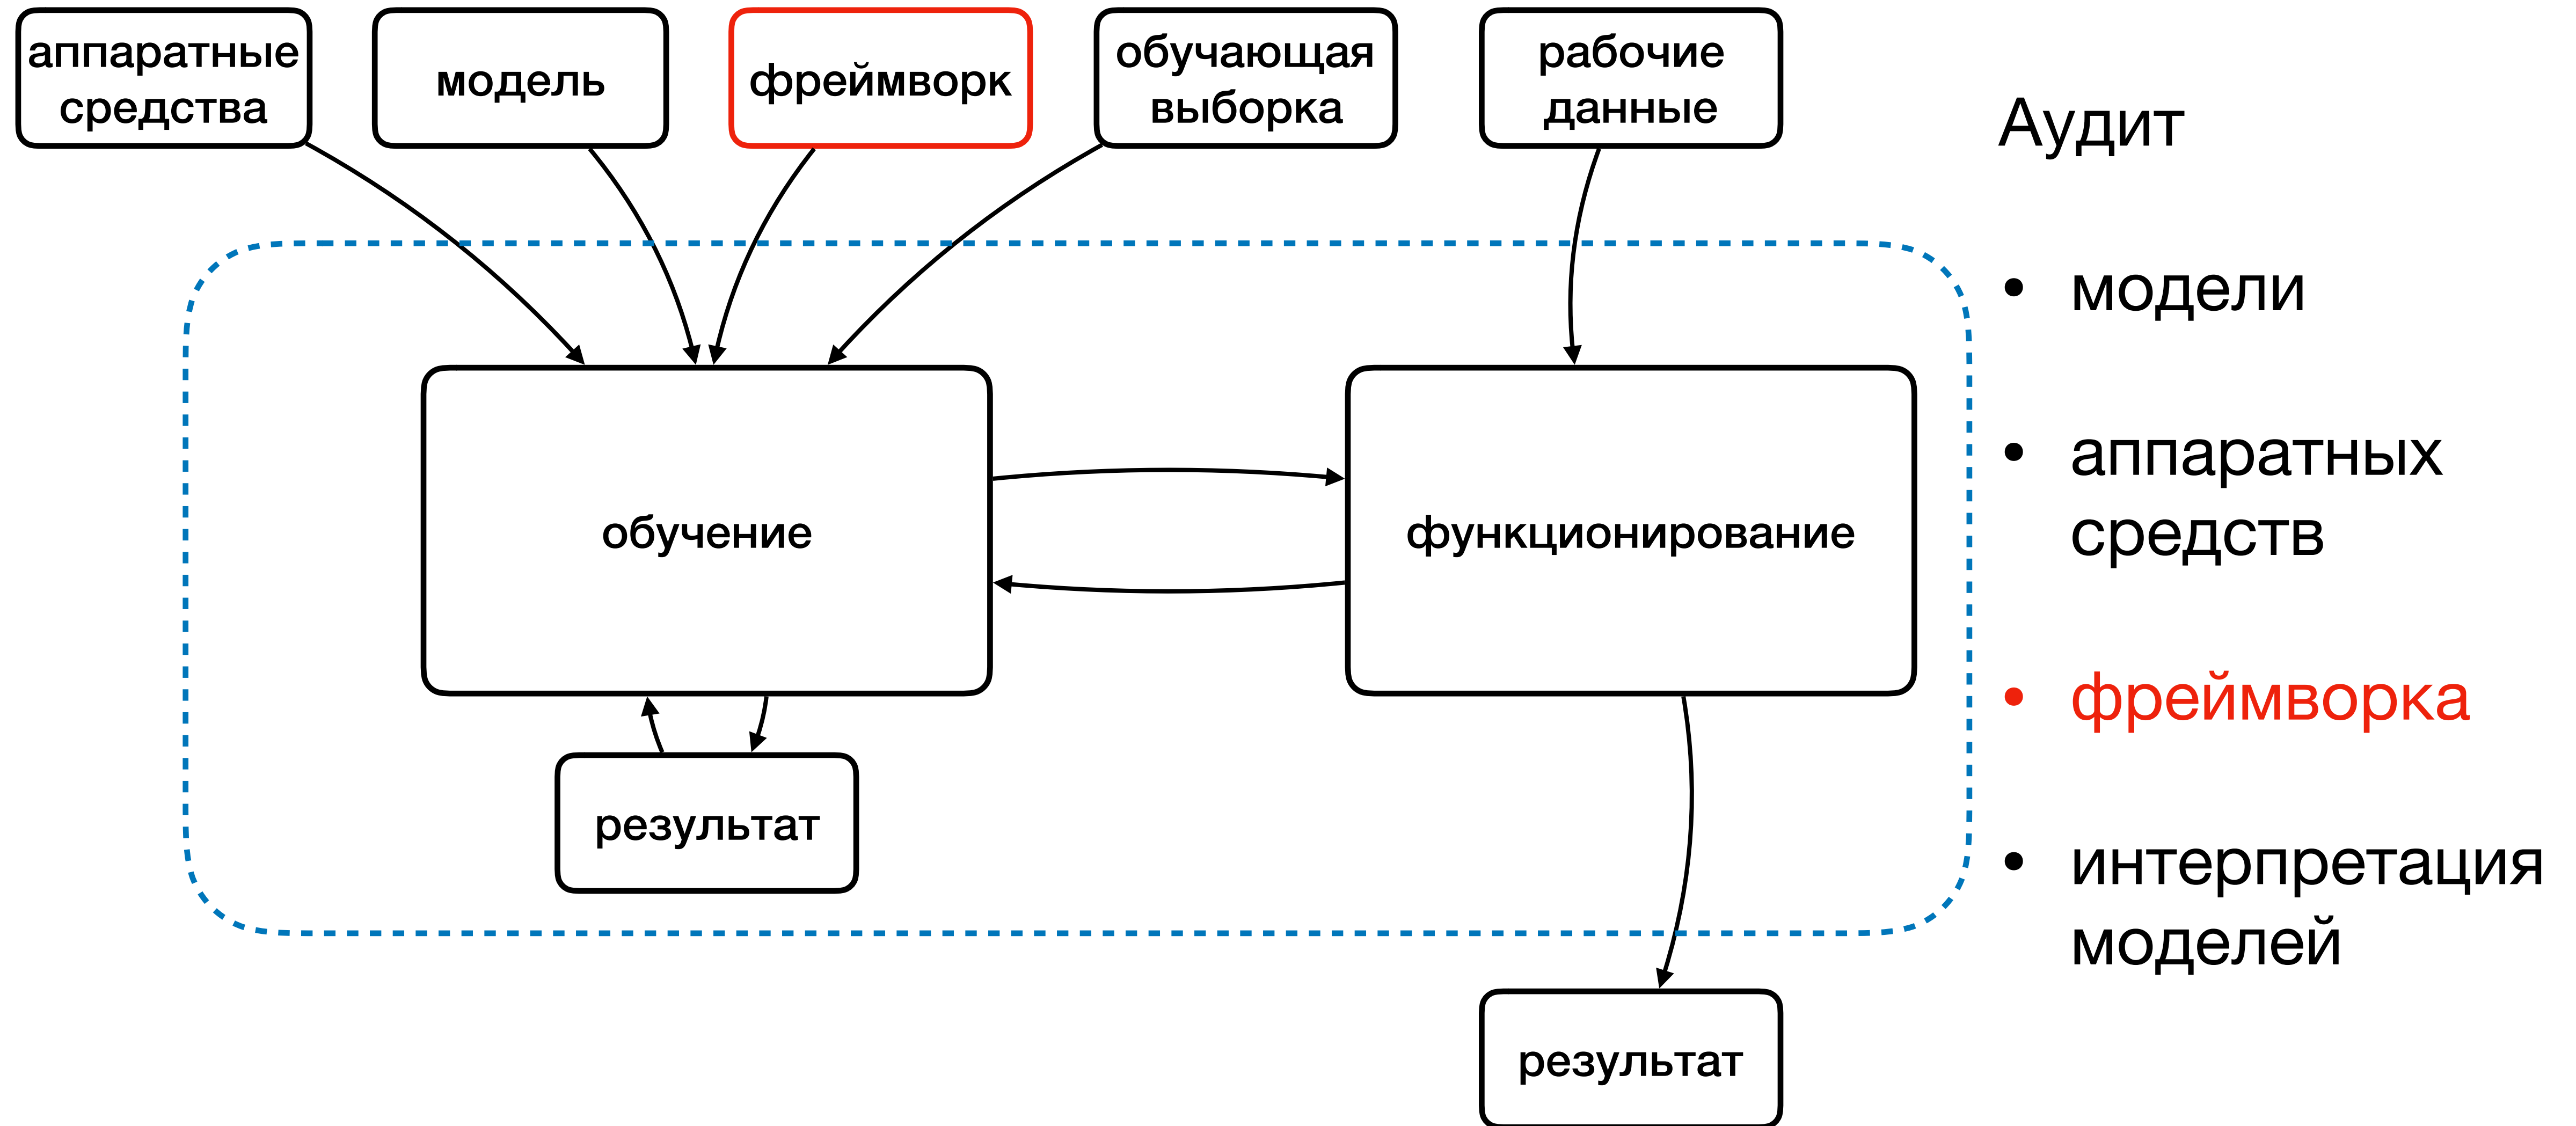 аппаратные
средства
модель
фреймворк
обучающая
выборка
рабочие
данные
обучение
функционирование
результат
результат
Аудит
• модели
• аппаратных
средств
• фреймворка
• интерпретация
моделей